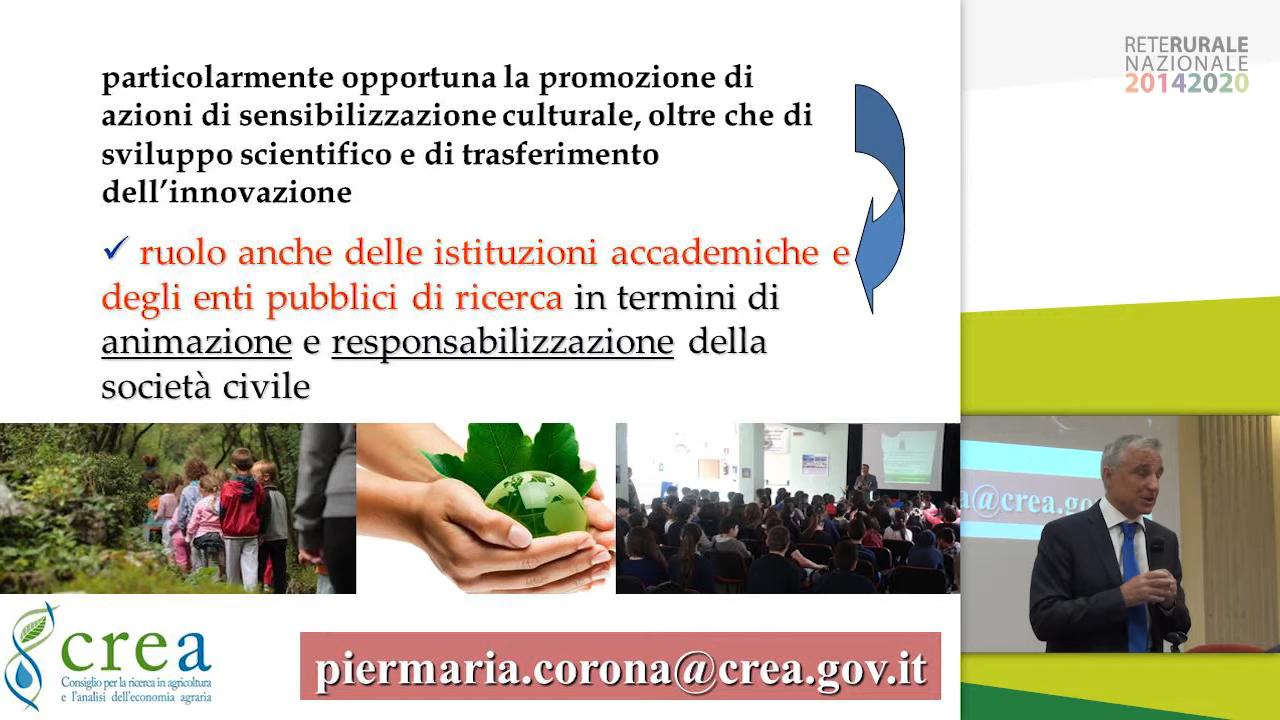 particolarmente opportuna la promozione di
azioni di sensibilizzazione culturale, oltre che di
sviluppo scientifico e di trasferimento
dell’innovazione
✓ ruolo anche delle istituzioni accademiche e
degli enti pubblici di ricerca in termini di
animazione e responsabilizzazione della
società civile
crea
Consiglio per la ricerca in agricoltura
e l’analisi dell’economia agraria
piermaria.corona@crea.gov.it
RETERURALE
NAZIONALE
20142020
a@crea.go